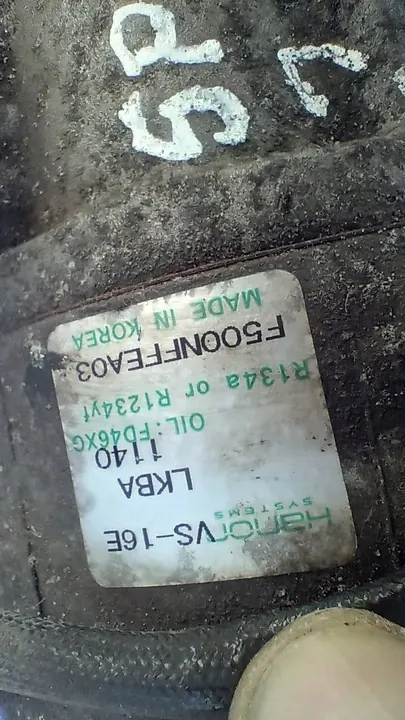 Hanon VS-16E
SYSTEMS
LKBA
1140
OIL:FD46XG
R134a or R1234yf
F500NFFEA03
MADE IN KOREA